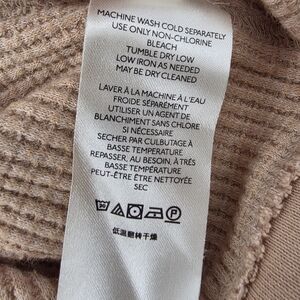 MACHINE WASH COLD SEPARATELY
USE ONLY NON-CHLORINE
BLEACH
TUMBLE DRY LOW
LOW IRON AS NEEDED
MAY BE DRY CLEANED
LAVER À LA MACHINE À L'EAU
FROIDE SÉPARÉMENT
UTILISER UN AGENT DE
BLANCHIMENT SANS CHLORE
SI NÉCESSAIRE
SECHER PAR CULBUTAGE À
BASSE TEMPERATURE
REPASSER, AU BESOIN, À TRÈS
BASSE TEMPÉRATURE
PEUT-ÊTRE ÊTRE NETTOYÉE
SEC
P
低温翻转干燥